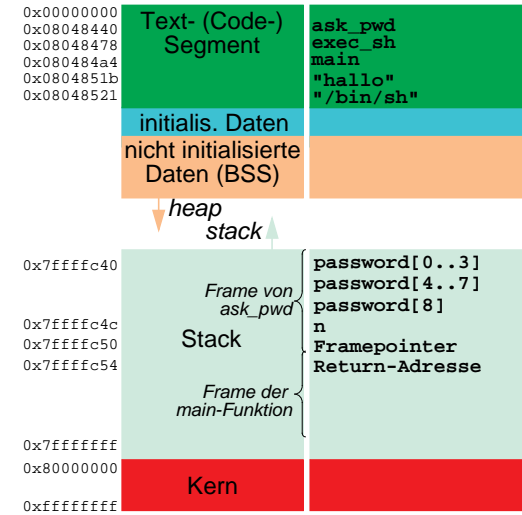 0x00000000
0x08048440 Text- (Code-) ask_pwd
0x08048478 Segment exec_sh
0x080484a4 main
0x0804851b "hallo"
0x08048521 "/bin/sh"
initialis. Daten
nicht initialisierte
Daten (BSS)
heap
stack
0x7ffffc40 password[0..3]
password[4..7]
Frame von
ask_pwd password[8]
0x7ffffc4c n
0x7ffffc50 Stack Framepointer
0x7ffffc54 Return-Adresse
Frame der
main-Funktion
0x7fffffff
0x80000000
Kern
0xffffffff